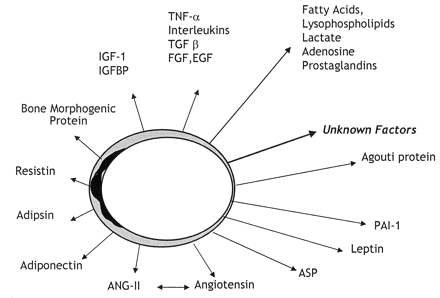 TNF-α
Interleukins
TGF β
FGF,EGF
Fatty Acids,
Lysophospholipids
Lactate
Adenosine
Prostaglandins
IGF-1
IGFBP
Bone Morphogenic
Protein
Unknown Factors
Agouti protein
Resistin
Adipsin
PAI-1
Leptin
Adiponectin
ASP
ANG-II
Angiotensin